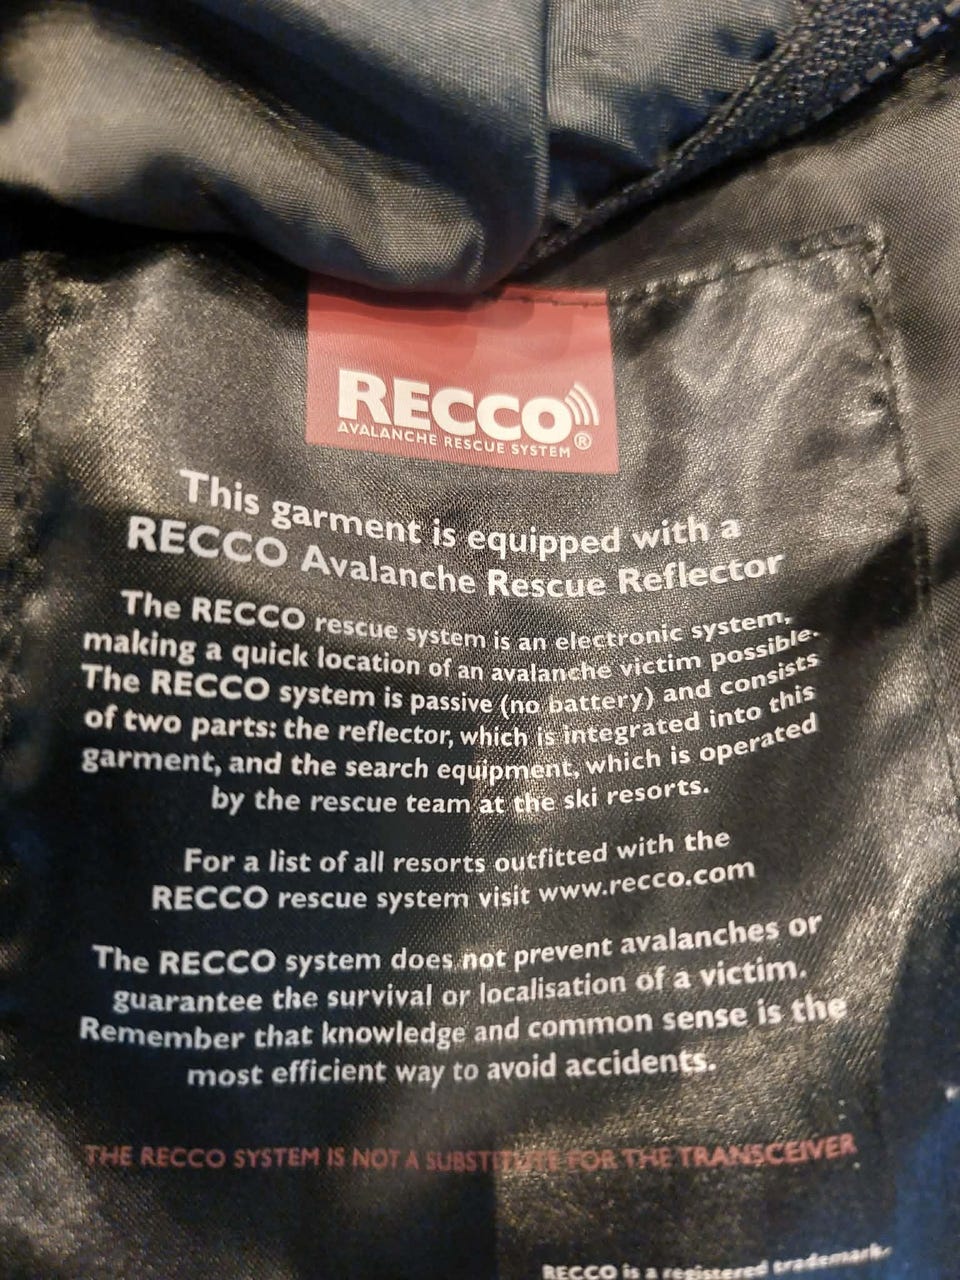 RECCO®
AVALANCHE RESCUE SYSTEM
This garment is equipped with a
RECCO Avalanche Rescue Reflector
The RECCO rescue system is an electronic system,
making a quick location of an avalanche victim possible.
The RECCO system is passive (no battery) and consists
of two parts: the reflector, which is integrated into this
garment, and the search equipment, which is operated
by the rescue team at the ski resorts.
For a list of all resorts outfitted with the
RECCO rescue system visit www.recco.com
The RECCO system does not prevent avalanches or
guarantee the survival or localisation of a victim.
Remember that knowledge and common sense is the
most efficient way to avoid accidents.
THE RECCO SYSTEM IS NOT A SUBSTITUTE FOR THE TRANSCEIVER
RECCO is a registered trademark.